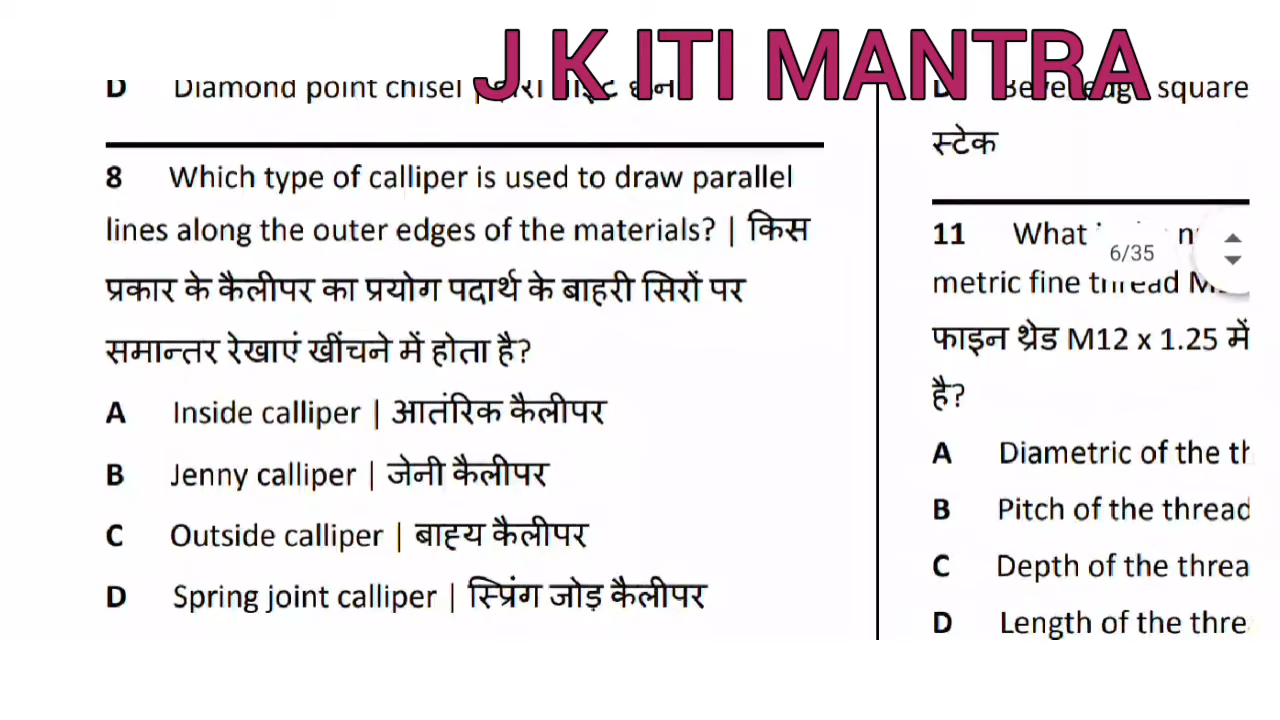 J K ITI MANTRA
D Diamond point chisel |
8 Which type of calliper is used to draw parallel
lines along the outer edges of the materials? | किस
प्रकार के कैलीपर का प्रयोग पदार्थ के बाहरी सिरों पर
समान्तर रेखाएं खींचने में होता है?
A Inside calliper | आतंरिक कैलीपर
B Jenny calliper | जेनी कैलीपर
C Outside calliper | बाह्य कैलीपर
D Spring joint calliper | स्प्रिंग जोड़ कैलीपर
square
स्टेक
11 What
6/35
metric fine thread
फाइन थ्रेड M12 x 1.25 में
है?
A Diametric of the
B Pitch of the thread
C Depth of the
D Length of the